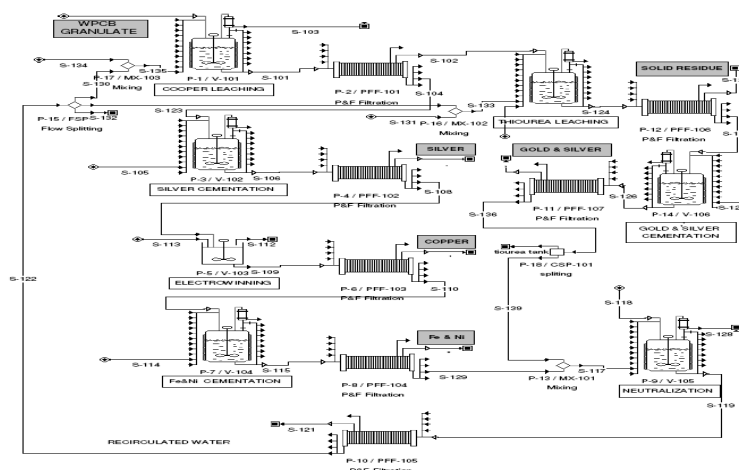 WPCB
GRANULATE
S-103
S-134
S-135
P-17 / MX-103
S-130
Mixing
P-1 / V-101
S-101
COOPER LEACHING
P-2 / PFF-101
P&F Filtration
S-102
S-104
S-133
S-131
P-16 / MX-102
Mixing
THIOUREA LEACHING
S-124
SOLID RESIDUE
P-12 / PFF-106
P&F Filtration
P-15 / FSP
S-132
Flow Splitting
S-123
S-105
P-3 / V-102
S-106
SILVER CEMENTATION
SILVER
P-4 / PFF-102
S-108
P&F Filtration
GOLD & SILVER
S-136
P-11 / PFF-107
P&F Filtration
S-126
P-14 / V-106
GOLD & SILVER
CEMENTATION
S-113
S-112
P-5 / V-103
S-109
ELECTROWINNING
COPPER
P-6 / PFF-103
S-110
P&F Filtration
tiourea tank
P-18 / CSP-101
spliting
S-122
S-139
S-118
S-128
S-114
P-7 / V-104
S-115
Fe&Ni CEMENTATION
Fe & Ni
P-8 / PFF-104
S-129
P&F Filtration
P-13 / MX-101
S-117
Mixing
P-9 / V-105
NEUTRALIZATION
S-119
S-121
RECIRCULATED WATER
P-10 / PFF-105
P&F Filtration